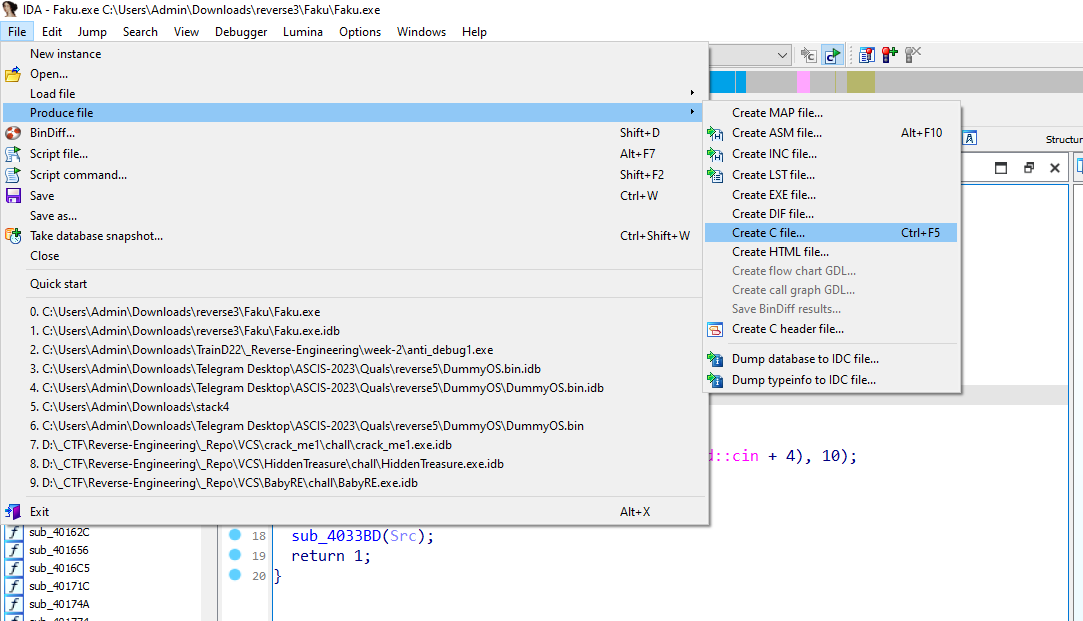 IDA - Faku.exe C:\Users\Admin\Downloads\reverse3\Faku\Faku.exe
File Edit Jump Search View Debugger Lumina Options Windows Help
New instance
Open...
Load file
Produce file
BinDiff... Shift+D
Script file... Alt+F7
Script command... Shift+F2
Save Ctrl+W
Save as...
Take database snapshot... Ctrl+Shift+W
Close
Quick start
0. C:\Users\Admin\Downloads\reverse3\Faku\Faku.exe
1. C:\Users\Admin\Downloads\reverse3\Faku\Faku.exe.idb
2. C:\Users\Admin\Downloads\TrainD22\_Reverse-Engineering\week-2\anti_debug1.exe
3. C:\Users\Admin\Downloads\Telegram Desktop\ASCIS-2023\Quals\reverse5\DummyOS.bin.idb
4. C:\Users\Admin\Downloads\Telegram Desktop\ASCIS-2023\Quals\reverse5\DummyOS\DummyOS.bin.idb
5. C:\Users\Admin\Downloads\stack4
6. C:\Users\Admin\Downloads\Telegram Desktop\ASCIS-2023\Quals\reverse5\DummyOS\DummyOS.bin
7. D:\_CTF\Reverse-Engineering\_Repo\VCS\crack_me1\chall\crack_me1.exe.idb
8. D:\_CTF\Reverse-Engineering\_Repo\VCS\HiddenTreasure\chall\HiddenTreasure.exe.idb
9. D:\_CTF\Reverse-Engineering\_Repo\VCS\BabyRE\chall\BabyRE.exe.idb
Exit Alt+X
Create MAP file...
Create ASM file... Alt+F10
Create INC file...
Create LST file...
Create EXE file...
Create DIF file...
Create C file... Ctrl+F5
Create HTML file...
Create flow chart GDL...
Create call graph GDL...
Save BinDiff results...
Create C header file...
Dump database to IDC file...
Dump typeinfo to IDC file...
Structur
d::cin + 4), 10);
18 sub_4033BD(Src);
19 return 1;
20 }
sub_40162C
sub_401656
sub_4016C5
sub_40171C
sub_40174A